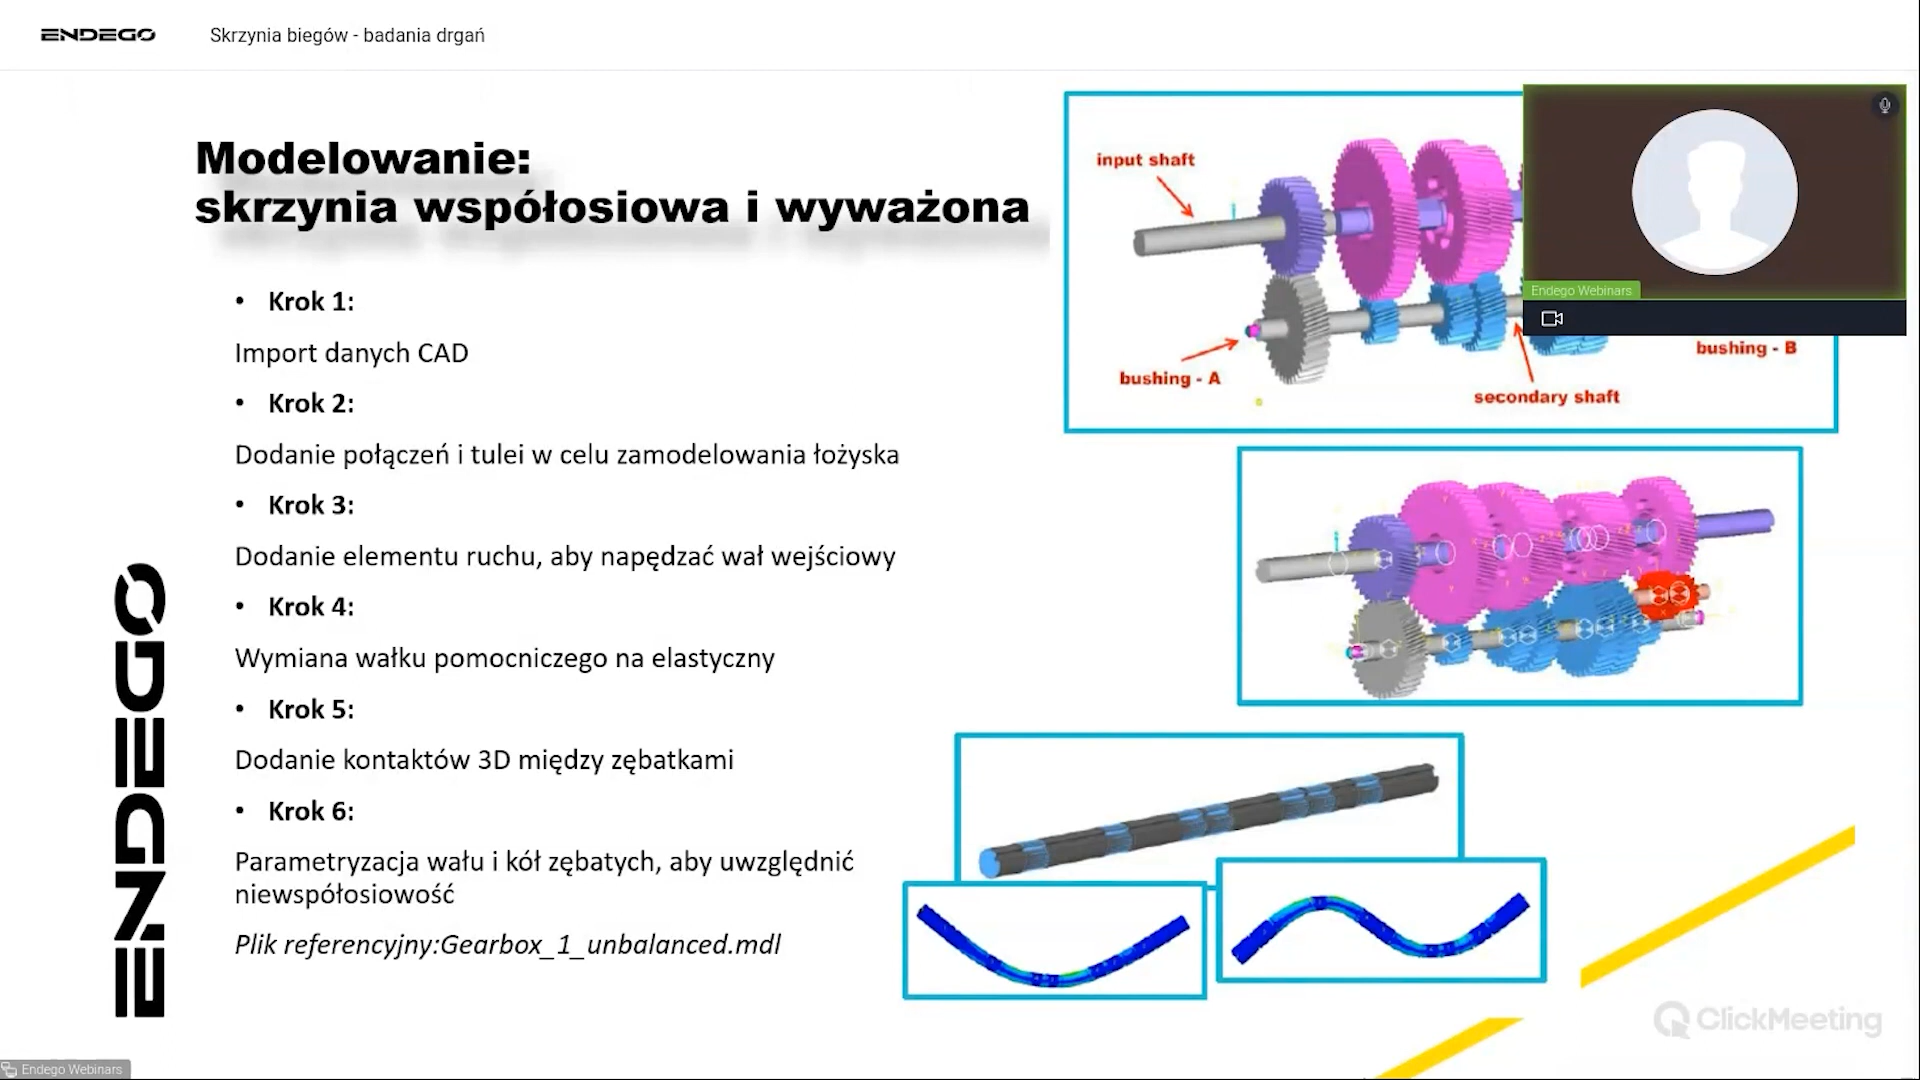 ENDEGO
Skrzynia biegów - badania drgań
Modelowanie:
skrzynia współosiowa i wyważona
• Krok 1:
Import danych CAD
• Krok 2:
Dodanie połączeń i tulei w celu zamodelowania łożyska
• Krok 3:
Dodanie elementu ruchu, aby napędzać wał wejściowy
• Krok 4:
Wymiana wałku pomocniczego na elastyczny
• Krok 5:
Dodanie kontaktów 3D między zębatkami
• Krok 6:
Parametryzacja wału i kół zębatych, aby uwzględnić
niewspółosiowość
Plik referencyjny:Gearbox_1_unbalanced.mdl
ENDEGO
input shaft
bushing - A
secondary shaft
bushing - B
Endego Webinars
ClickMeeting
Endego Webinars